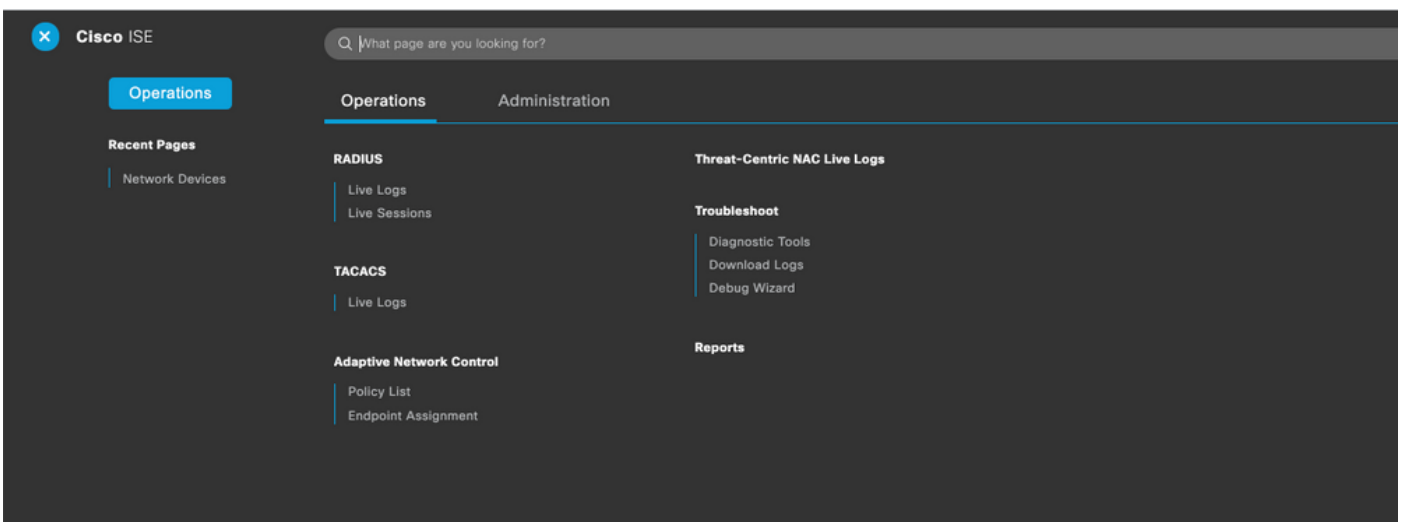 Cisco ISE
What page are you looking for?
Operations
Recent Pages
Network Devices
Operations Administration
RADIUS
Live Logs
Live Sessions
TACACS
Live Logs
Adaptive Network Control
Policy List
Endpoint Assignment
Threat-Centric NAC Live Logs
Troubleshoot
Diagnostic Tools
Download Logs
Debug Wizard
Reports